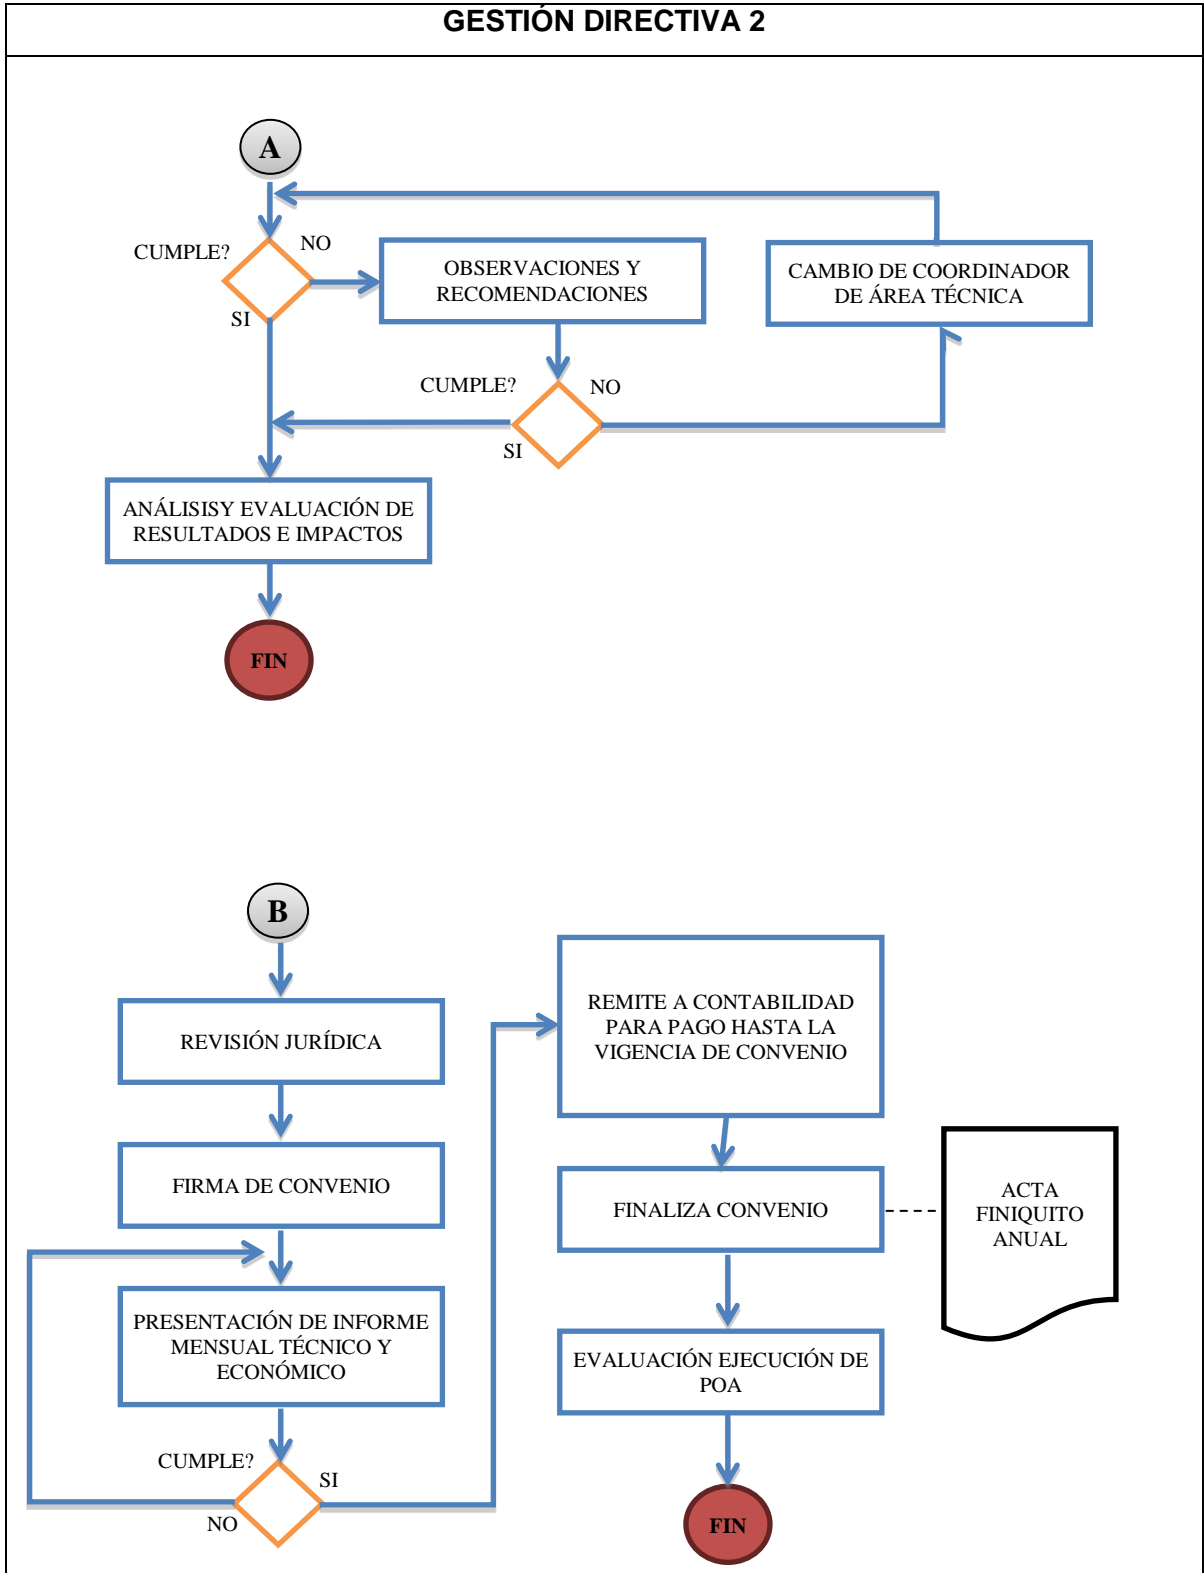 GESTIÓN DIRECTIVA 2
A
CUMPLE?
NO
SI
OBSERVACIONES Y
RECOMENDACIONES
CAMBIO DE COORDINADOR
DE ÁREA TÉCNICA
CUMPLE?
NO
SI
ANÁLISISY EVALUACIÓN DE
RESULTADOS E IMPACTOS
FIN
B
REVISIÓN JURÍDICA
FIRMA DE CONVENIO
PRESENTACIÓN DE INFORME
MENSUAL TÉCNICO Y
ECONÓMICO
CUMPLE?
SI
NO
REMITE A CONTABILIDAD
PARA PAGO HASTA LA
VIGENCIA DE CONVENIO
FINALIZA CONVENIO
ACTA
FINIQUITO
ANUAL
EVALUACIÓN EJECUCIÓN DE
POA
FIN